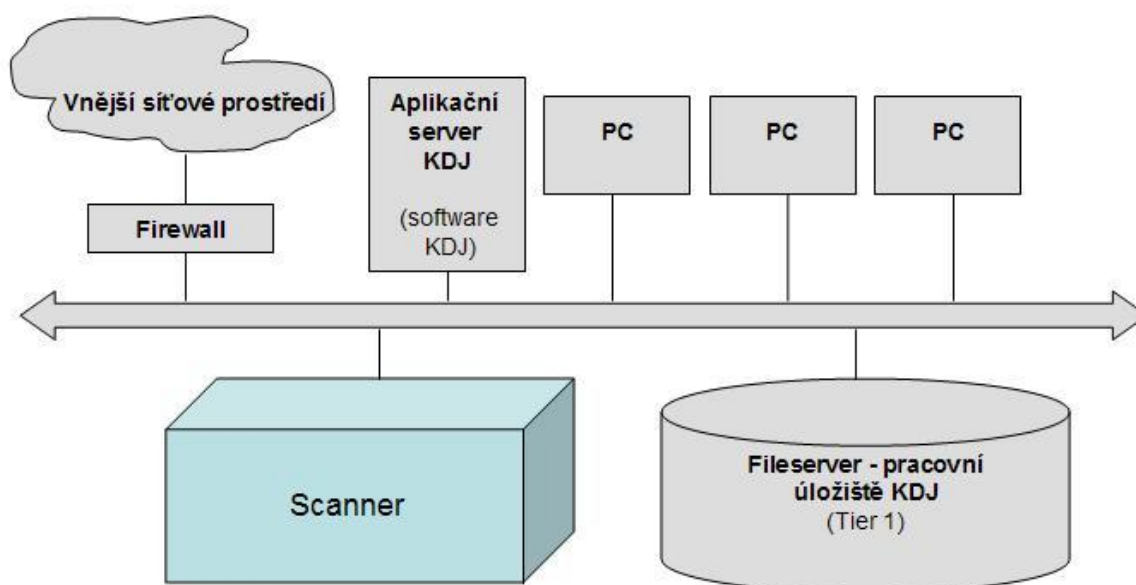 Vnější síťové prostředí
Firewall
Aplikační
server
KDJ
(software
KDJ)
PC
PC
PC
Scanner
Fileserver - pracovní
úložiště KDJ
(Tier 1)